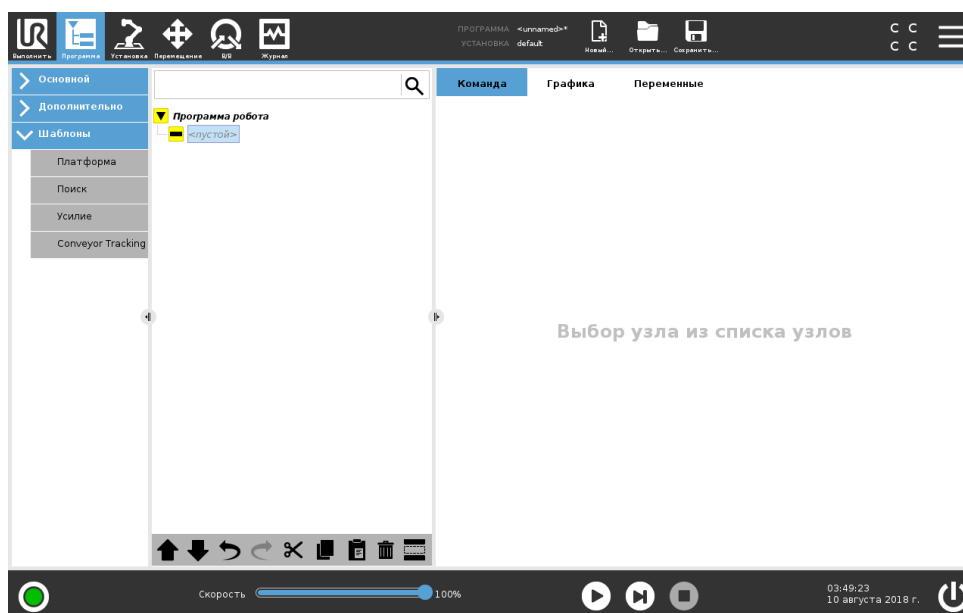 UR
ПРОГРАММА <unnamed>*
УСТАНОВКА default
Выполнить Программа Установка Перемещение В/В Журнал
Новый... Открыть... Сохранить...
C C
C C
Основной
Дополнительно
Шаблоны
Платформа
Поиск
Усилие
Conveyor Tracking
Программа робота
<пустой>
Команда Графика Переменные
Выбор узла из списка узлов
Скорость 100%
03:49:23
10 августа 2018 г.